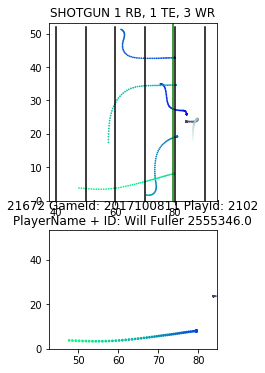 SHOTGUN 1 RB, 1 TE, 3 WR
50
40
30
20
10
0
40 60 80
21672 GameId: 2017100811 PlayId: 2102
PlayerName + ID: Will Fuller 2555346.0
40
20
0
50 60 70 80